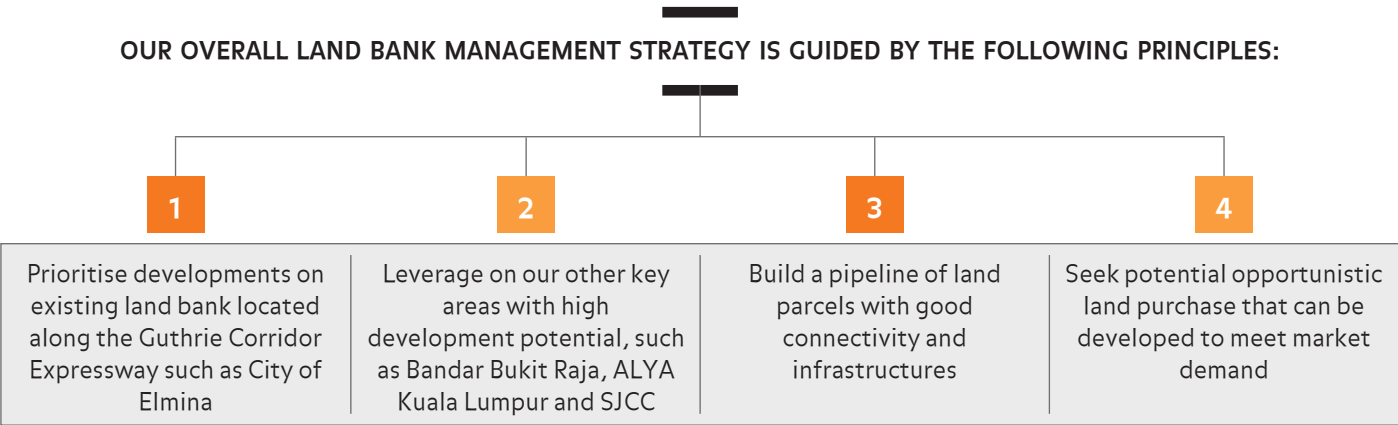 OUR OVERALL LAND BANK MANAGEMENT STRATEGY IS GUIDED BY THE FOLLOWING PRINCIPLES:
1
Prioritise developments on
existing land bank located
along the Guthrie Corridor
Expressway such as City of
Elmina
2
Leverage on our other key
areas with high
development potential, such
as Bandar Bukit Raja, ALYA
Kuala Lumpur and SJCC
3
Build a pipeline of land
parcels with good
connectivity and
infrastructures
4
Seek potential opportunistic
land purchase that can be
developed to meet market
demand